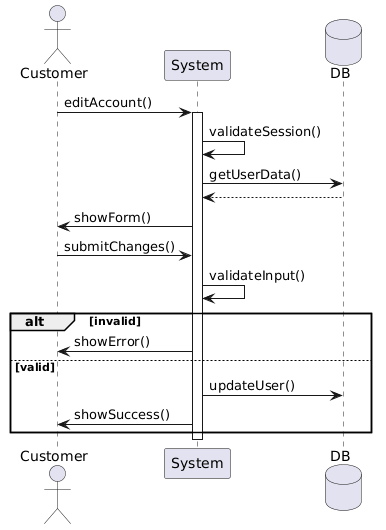 Customer
System
DB
editAccount()
validateSession()
getUserData()
showForm()
submitChanges()
validateInput()
alt [invalid]
showError()
[valid]
updateUser()
showSuccess()
Customer
System
DB